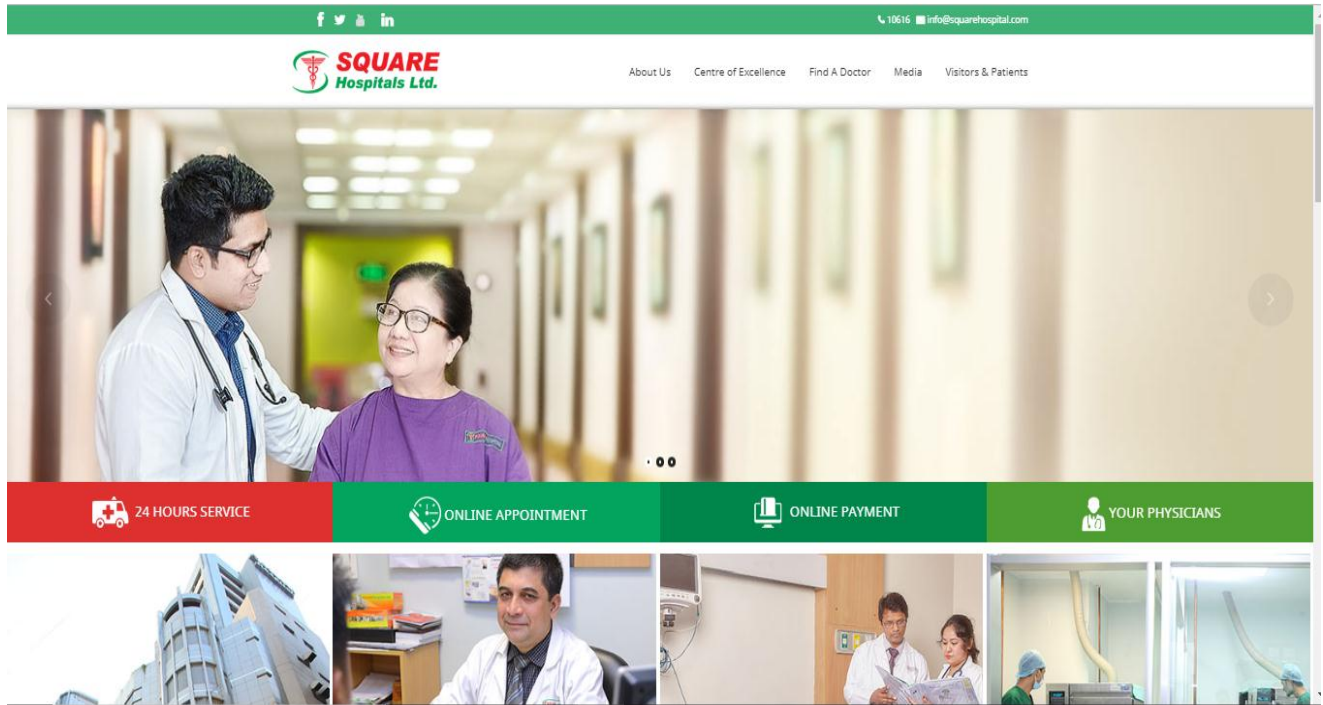 10616 info@squarehospital.com
SQUARE
Hospitals Ltd.
About Us Centre of Excellence Find A Doctor Media Visitors & Patients
24 HOURS SERVICE
ONLINE APPOINTMENT
ONLINE PAYMENT
YOUR PHYSICIANS